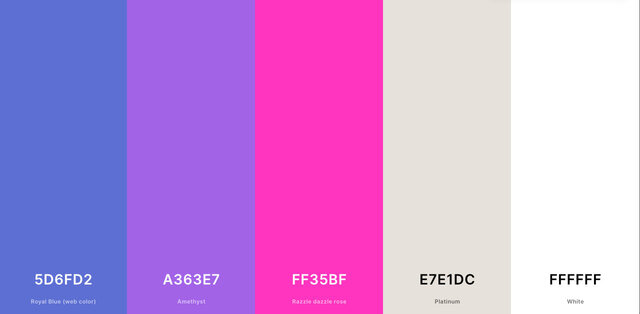 5D6FD2
Royal Blue (web color)
A363E7
Amethyst
FF35BF
Razzle dazzle rose
E7E1DC
Platinum
FFFFFF
White